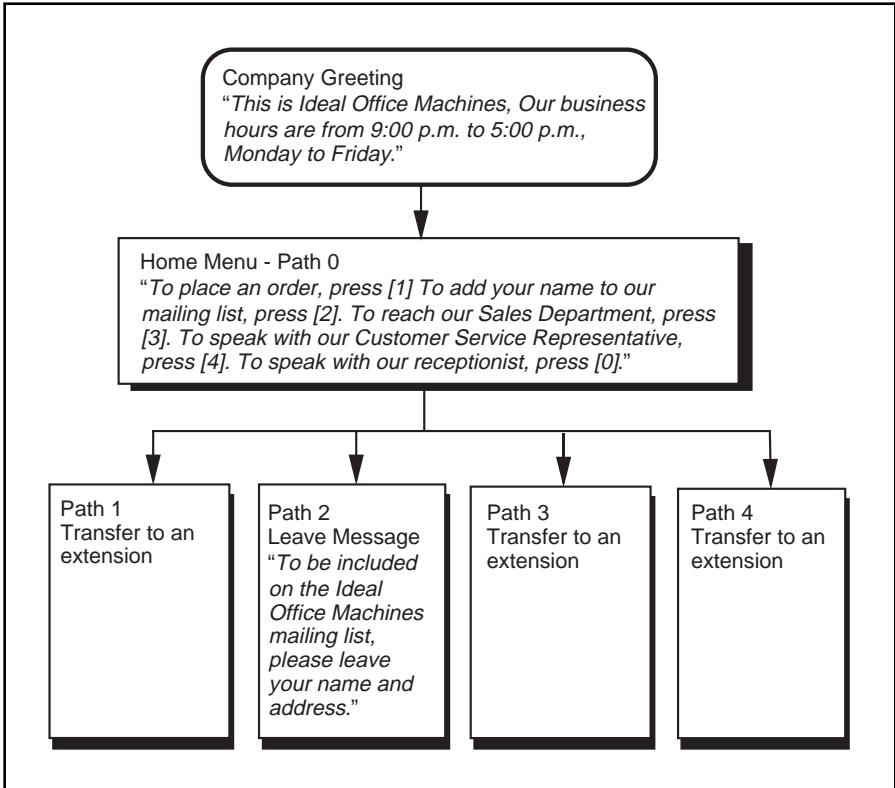 Company Greeting
“This is Ideal Office Machines, Our business
hours are from 9:00 p.m. to 5:00 p.m.,
Monday to Friday.”
Home Menu - Path 0
“To place an order, press [1] To add your name to our
mailing list, press [2]. To reach our Sales Department, press
[3]. To speak with our Customer Service Representative,
press [4]. To speak with our receptionist, press [0].”
Path 1
Transfer to an
extension
Path 2
Leave Message
“To be included
on the Ideal
Office Machines
mailing list,
please leave
your name and
address.”
Path 3
Transfer to an
extension
Path 4
Transfer to an
extension